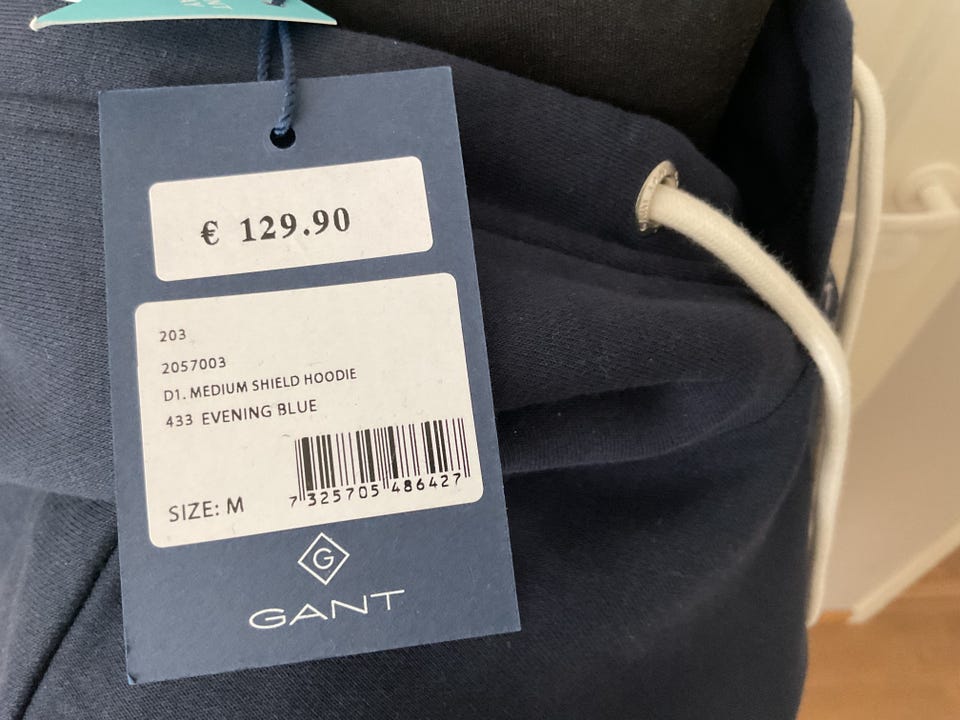 € 129.90
203
2057003
D1. MEDIUM SHIELD HOODIE
433 EVENING BLUE
7 325705 486427
SIZE: M
G
GANT